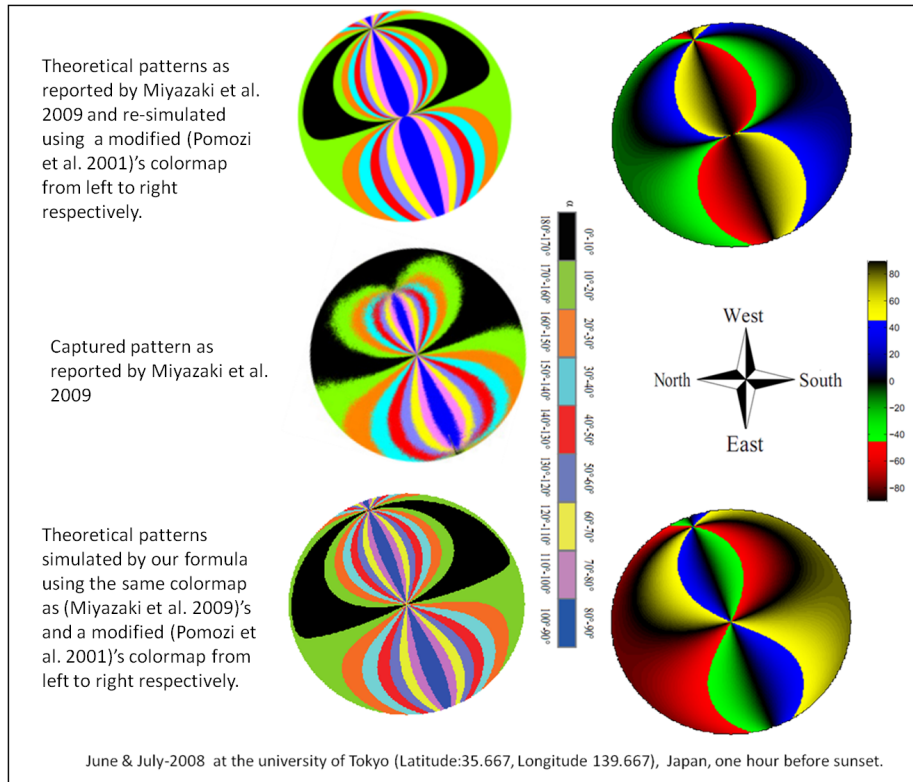 Theoretical patterns as
reported by Miyazaki et al.
2009 and re-simulated
using a modified (Pomozi
et al. 2001)'s colormap
from left to right
respectively.
Captured pattern as
reported by Miyazaki et al.
2009
Theoretical patterns
simulated by our formula
using the same colormap
as (Miyazaki et al. 2009)'s
and a modified (Pomozi et
al. 2001)'s colormap from
left to right respectively.
α
180°-170° 0°-10°
170°-160° 10°-20°
160°-150° 20°-30°
150°-140° 30°-40°
140°-130° 40°-50°
130°-120° 50°-60°
120°-110° 60°-70°
110°-100° 70°-80°
100°-90° 80°-90°
West
North
South
East
80
60
40
20
0
-20
-40
-60
-80
June & July-2008 at the university of Tokyo (Latitude:35.667, Longitude 139.667), Japan, one hour before sunset.